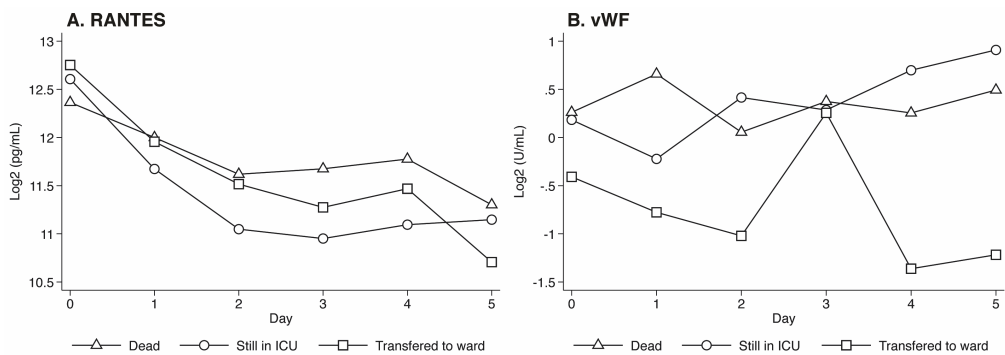 A. RANTES
13
12.5
12
11.5
11
10.5
Log2 (pg/mL)
0 1 2 3 4 5
Day
Dead Still in ICU Transfered to ward
B. vWF
1
.5
0
-.5
-1
-1.5
Log2 (U/mL)
0 1 2 3 4 5
Day
Dead Still in ICU Transfered to ward